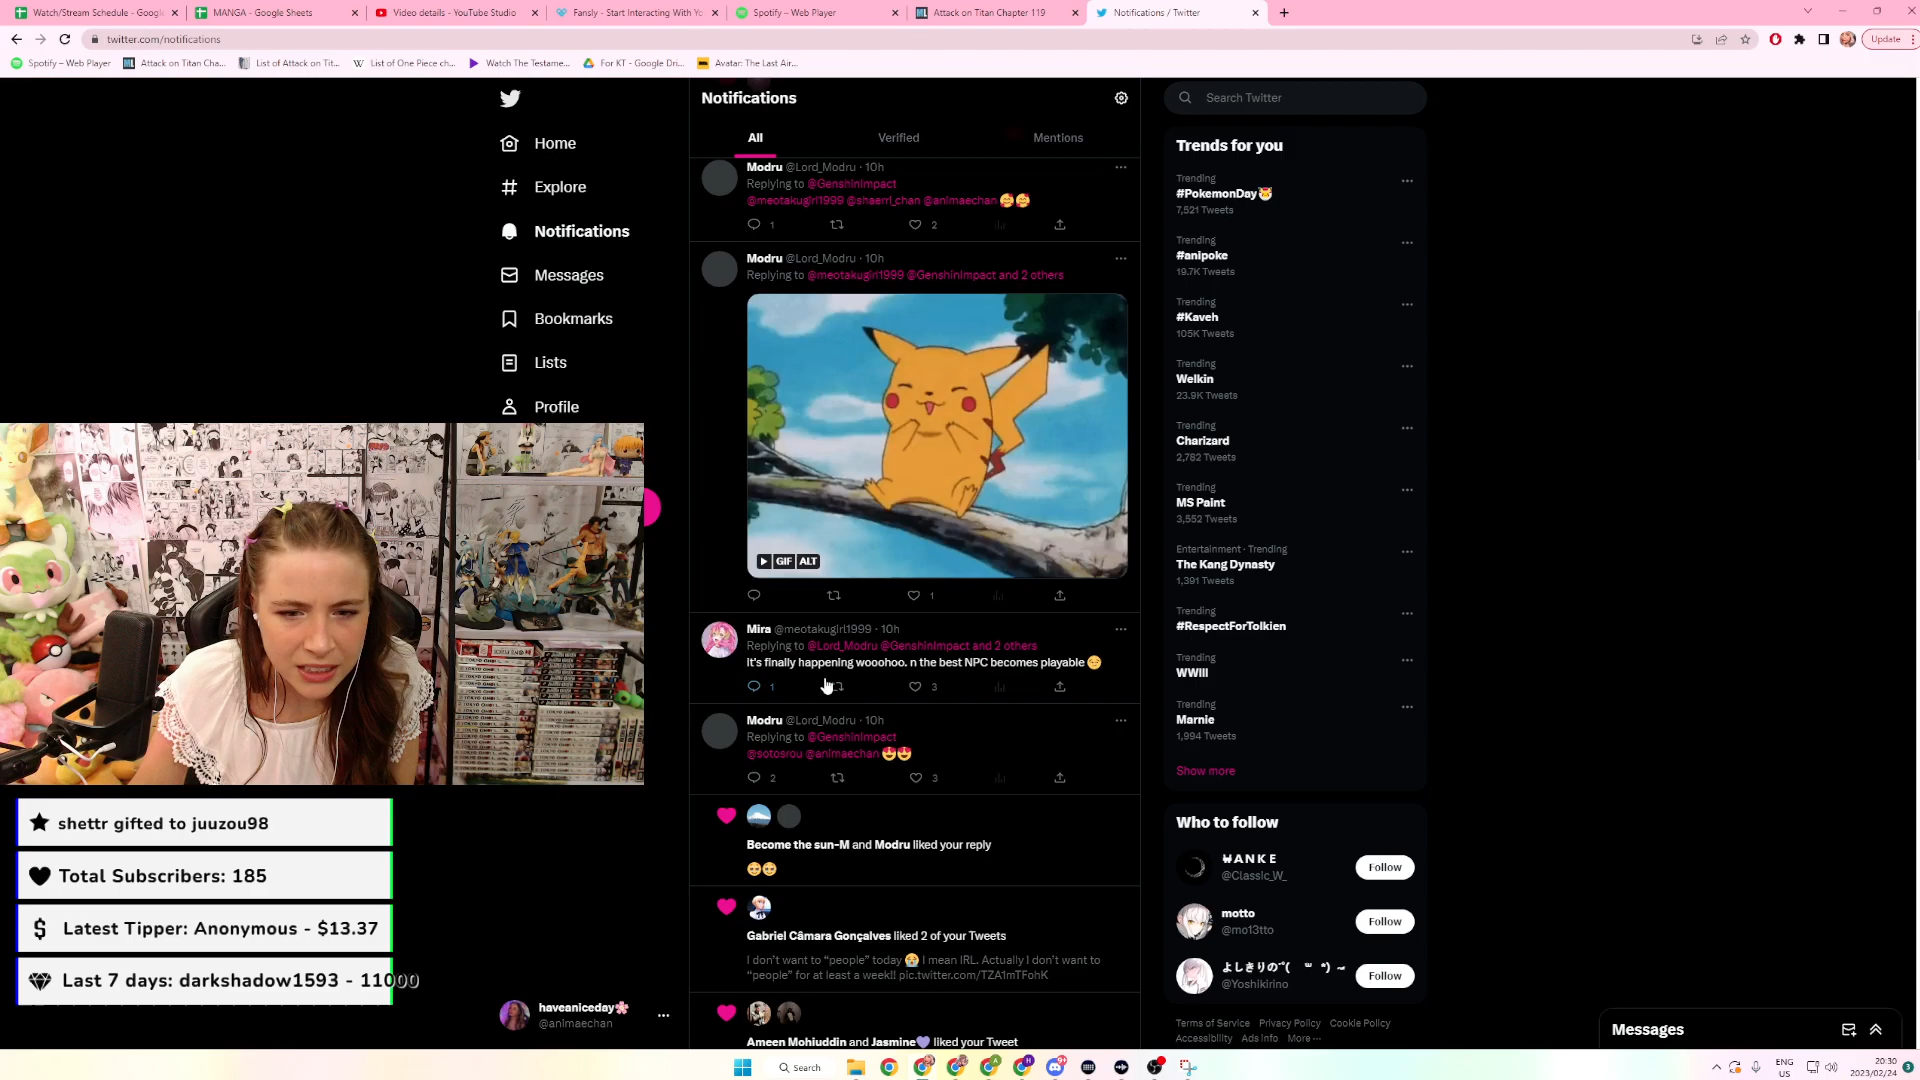 Watch/Stream Schedule - Google
MANGA - Google Sheets
Video details - YouTube Studio
Fansly - Start Interacting With Yo
Spotify – Web Player
Attack on Titan Chapter 119
Notifications / Twitter
twitter.com/notifications
Update
Spotify – Web Player
Attack on Titan Cha...
List of Attack on Tit...
List of One Piece ch...
Watch The Testame...
For KT - Google Dri...
Avatar: The Last Air...
Home
Explore
Notifications
Messages
Bookmarks
Lists
Profile
Notifications
All
Verified
Mentions
Modru @Lord_Modru · 10h
Replying to @GenshinImpact
@meotakugirl1999 @shaerrl_chan @animaechan 🥰🥰
1
2
Modru @Lord_Modru · 10h
Replying to @meotakugirl1999 @GenshinImpact and 2 others
GIF ALT
1
Mira @meotakugirl1999 · 10h
Replying to @Lord_Modru @GenshinImpact and 2 others
It's finally happening wooohoo. n the best NPC becomes playable
1
3
Modru @Lord_Modru · 10h
Replying to @GenshinImpact
@sotosrou @animaechan 😍😍
2
3
Become the sun-M and Modru liked your reply
Gabriel Câmara Gonçalves liked 2 of your Tweets
I don't want to “people” today 😭 I mean IRL. Actually I don't want to
“people” for at least a week!! pic.twitter.com/TZA1mTFohK
Ameen Mohiuddin and Jasmine💜 liked your Tweet
Search Twitter
Trends for you
Trending
#PokemonDay
7,521 Tweets
Trending
#anipoke
19.7K Tweets
Trending
#Kaveh
105K Tweets
Trending
Welkin
23.9K Tweets
Trending
Charizard
2,782 Tweets
Trending
MS Paint
3,552 Tweets
Entertainment · Trending
The Kang Dynasty
1,391 Tweets
Trending
#RespectForTolkien
Trending
WWIII
Trending
Marnie
1,994 Tweets
Show more
Who to follow
WANKE
@Classic_W_
Follow
motto
@mo13tto
Follow
@Yoshikirino
Follow
Terms of Service Privacy Policy Cookie Policy
Accessibility Ads info More ...
Messages
shettr gifted to juuzou98
Total Subscribers: 185
Latest Tipper: Anonymous - $13.37
Last 7 days: darkshadow1593 - 11000
haveaniceday🌸
@animaechan
Search
ENG
US
20:30
2023/02/24
3